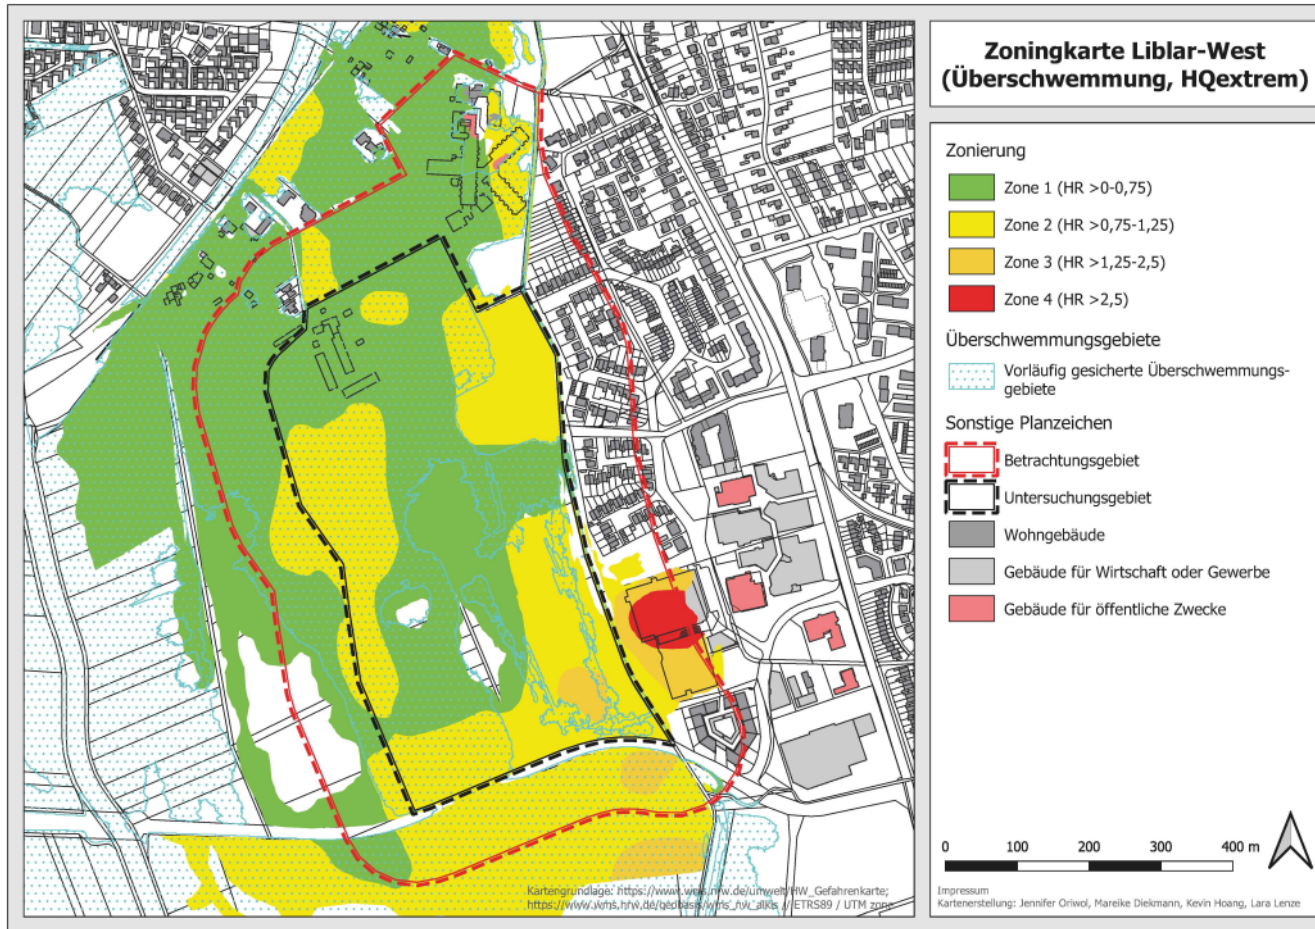 Zoningkarte Liblar-West
(Überschwemmung, HQextrem)
Zonierung
Zone 1 (HR >0-0,75)
Zone 2 (HR >0,75-1,25)
Zone 3 (HR >1,25-2,5)
Zone 4 (HR >2,5)
Überschwemmungsgebiete
Vorläufig gesicherte Überschwemmungs-
gebiete
Sonstige Planzeichen
Betrachtungsgebiet
Untersuchungsgebiet
Wohngebäude
Gebäude für Wirtschaft oder Gewerbe
Gebäude für öffentliche Zwecke
0 100 200 300 400 m
Impressum
Kartenerstellung: Jennifer Oriwol, Mareike Diekmann, Kevin Hoang, Lara Lenze
Kartengrundlage: https://www.wms.nrw.de/umwelt/HW_Gefahrenkarte;
https://www.wms.nrw.de/geobasis/wms_nw_alkis // ETRS89 / UTM zone